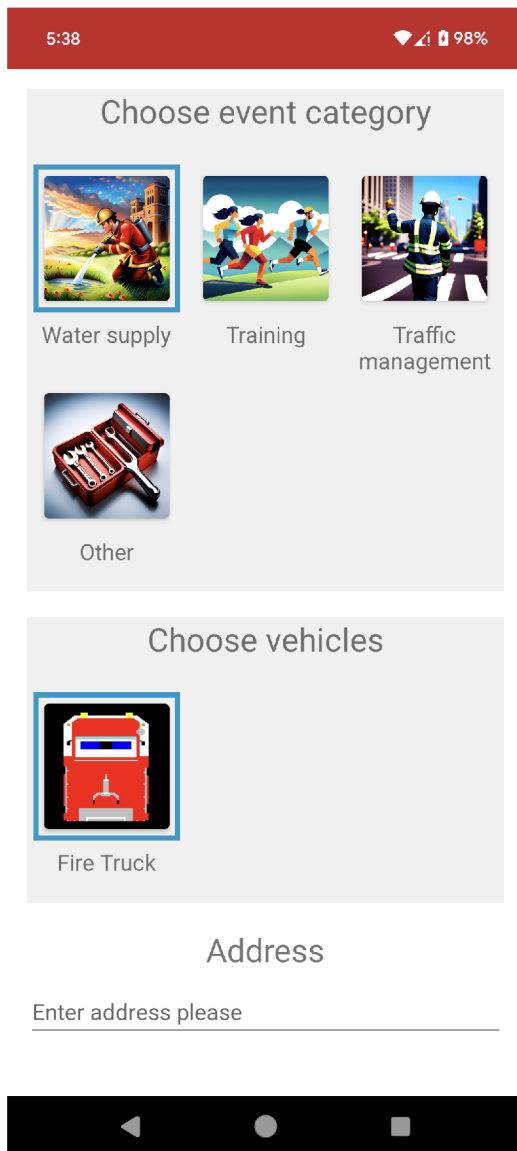 5:38
98%
Choose event category
Water supply
Training
Traffic
management
Other
Choose vehicles
Fire Truck
Address
Enter address please